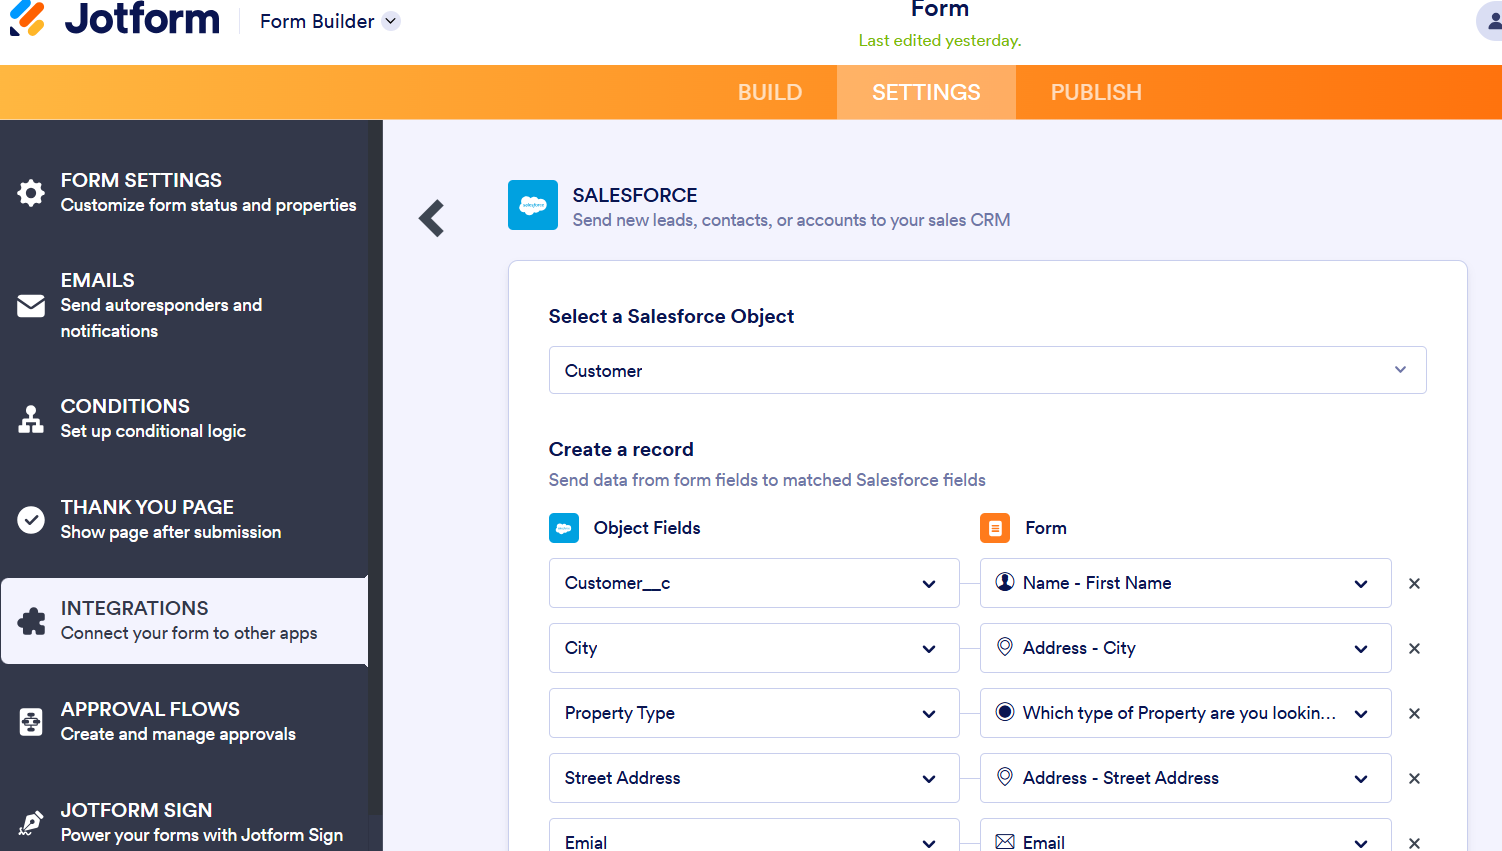 Jotform
Form Builder
Form
Last edited yesterday.
BUILD
SETTINGS
PUBLISH
FORM SETTINGS
Customize form status and properties
EMAILS
Send autoresponders and
notifications
CONDITIONS
Set up conditional logic
THANK YOU PAGE
Show page after submission
INTEGRATIONS
Connect your form to other apps
APPROVAL FLOWS
Create and manage approvals
JOTFORM SIGN
Power your forms with Jotform Sign
SALESFORCE
Send new leads, contacts, or accounts to your sales CRM
Select a Salesforce Object
Customer
Create a record
Send data from form fields to matched Salesforce fields
Object Fields
Form
Customer__c
Name - First Name
City
Address - City
Property Type
Which type of Property are you lookin...
Street Address
Address - Street Address
Emial
Email